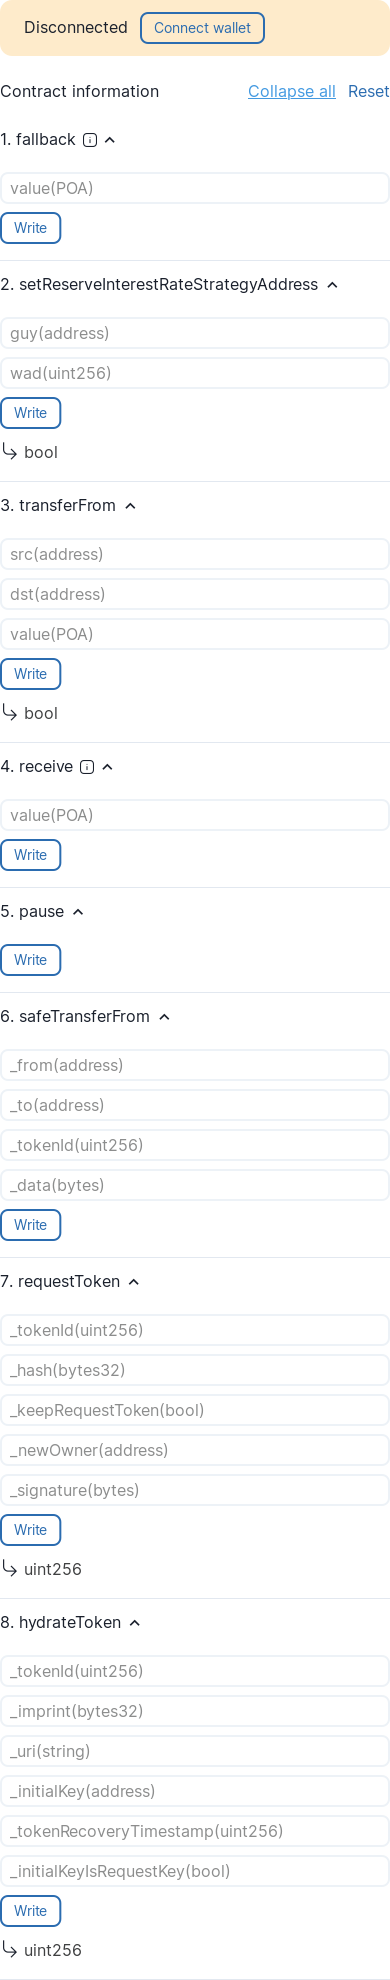 Disconnected Connect wallet
Contract information Collapse all Reset
1. fallback
value(POA)
Write
2. setReserveInterestRateStrategyAddress
guy(address)
wad(uint256)
Write
bool
3. transferFrom
src(address)
dst(address)
value(POA)
Write
bool
4. receive
value(POA)
Write
5. pause
Write
6. safeTransferFrom
_from(address)
_to(address)
_tokenId(uint256)
_data(bytes)
Write
7. requestToken
_tokenId(uint256)
_hash(bytes32)
_keepRequestToken(bool)
_newOwner(address)
_signature(bytes)
Write
uint256
8. hydrateToken
_tokenId(uint256)
_imprint(bytes32)
_uri(string)
_initialKey(address)
_tokenRecoveryTimestamp(uint256)
_initialKeyIsRequestKey(bool)
Write
uint256